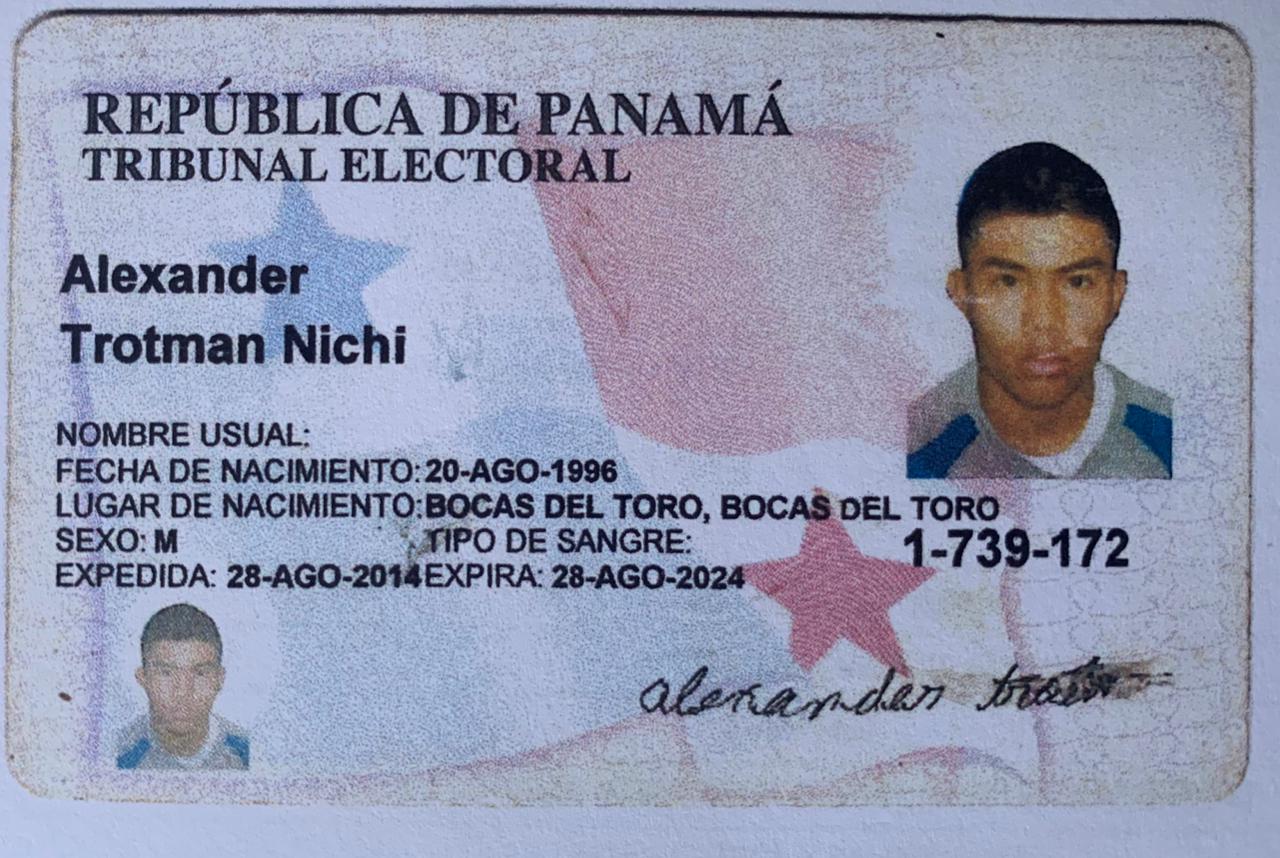 REPÚBLICA DE PANAMÁ
TRIBUNAL ELECTORAL
Alexander
Trotman Nichi
NOMBRE USUAL:
FECHA DE NACIMIENTO: 20-AGO-1996
LUGAR DE NACIMIENTO: BOCAS DEL TORO, BOCAS DEL TORO
SEXO: M TIPO DE SANGRE:
1-739-172
EXPEDIDA: 28-AGO-2014 EXPIRA: 28-AGO-2024
alexander